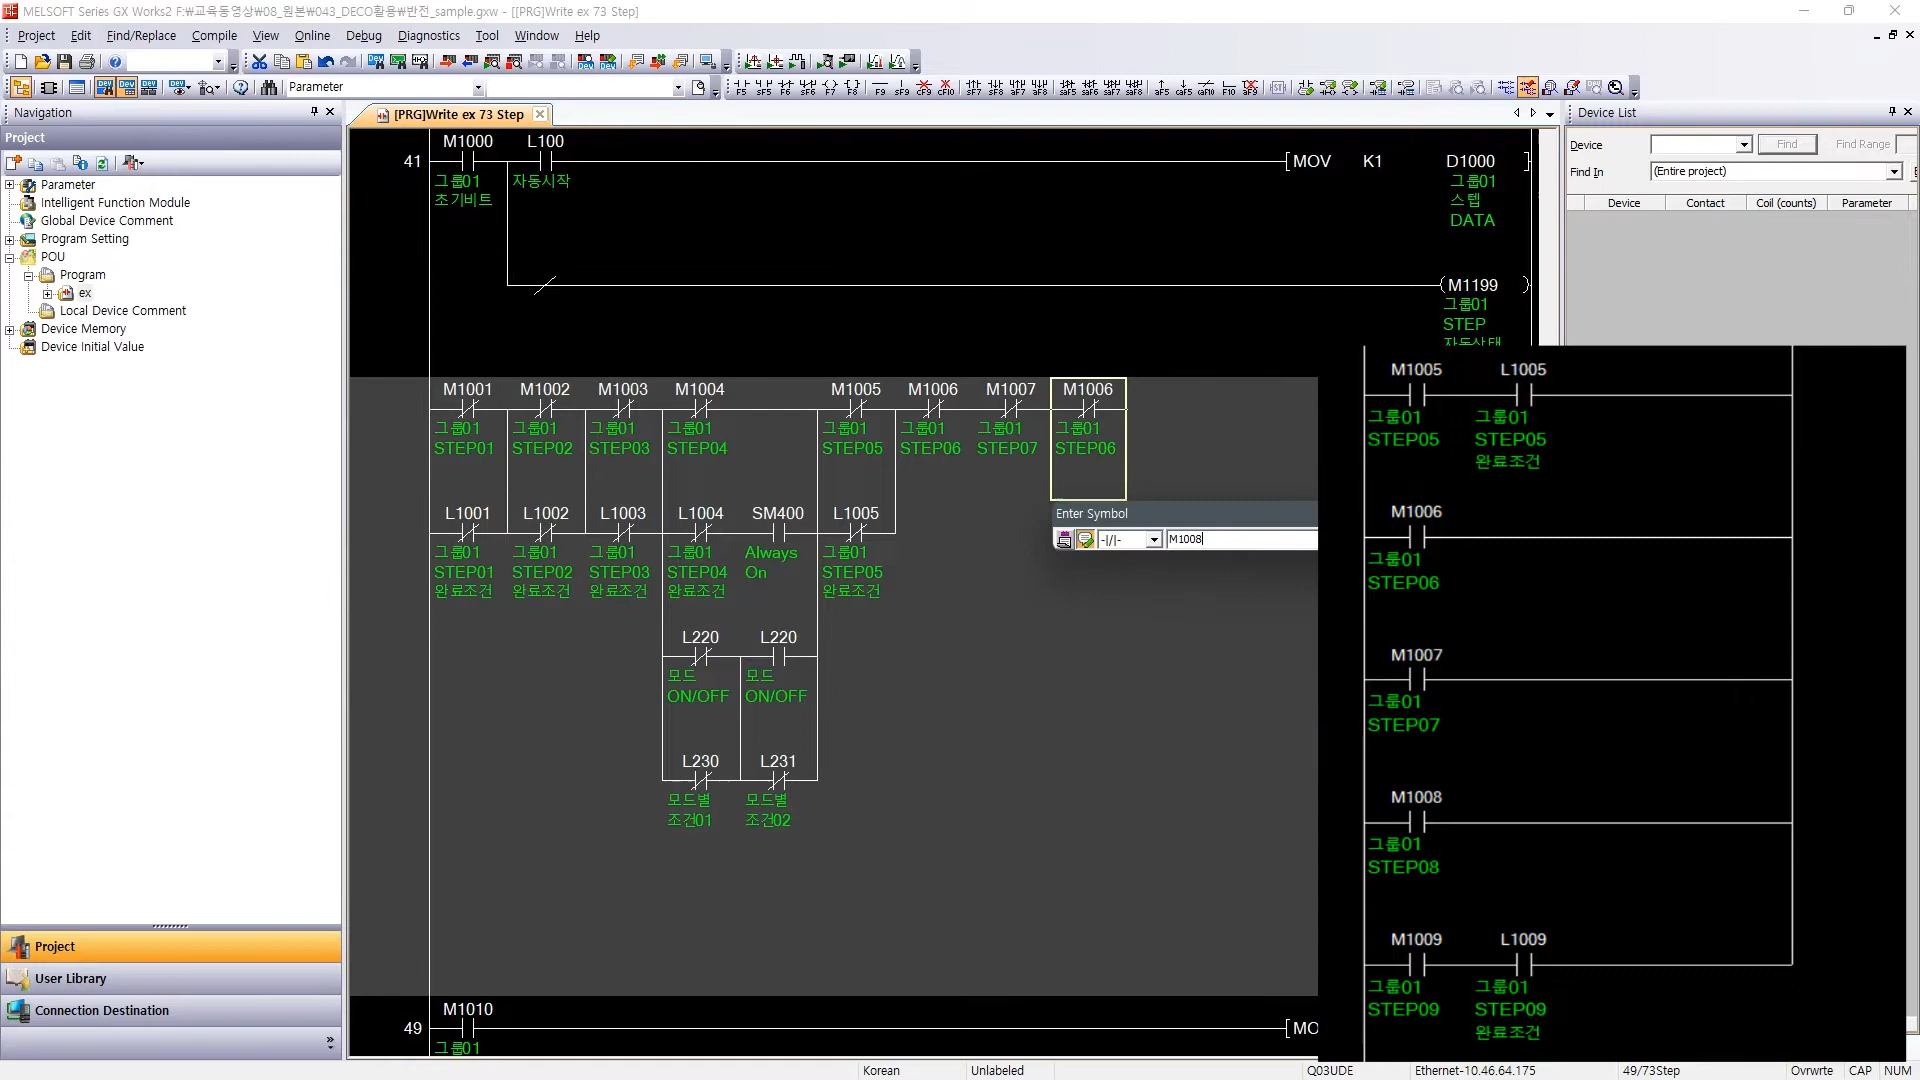 MELSOFT Series GX Works2 F:₩교육동영상₩08_원본₩043_DECO활용₩반전_sample.gxw - [[PRG]Write ex 73 Step]
Project Edit Find/Replace Compile View Online Debug Diagnostics Tool Window Help
Parameter
Navigation
[PRG]Write ex 73 Step
Device List
Project
Parameter
Intelligent Function Module
Global Device Comment
Program Setting
POU
Program
ex
Local Device Comment
Device Memory
Device Initial Value
Project
User Library
Connection Destination
Device Find Find Range
Find In (Entire project)
Device Contact Coil (counts) Parameter
M1000 L100
41 MOV K1 D1000
그룹01 자동시작 그룹01
초기비트 스텝
DATA
M1199
그룹01
STEP
자동상태
M1001 M1002 M1003 M1004 M1005 M1006 M1007 M1006
그룹01 그룹01 그룹01 그룹01 그룹01 그룹01 그룹01 그룹01
STEP01 STEP02 STEP03 STEP04 STEP05 STEP06 STEP07 STEP06
L1001 L1002 L1003 L1004 SM400 L1005
그룹01 그룹01 그룹01 그룹01 Always 그룹01
STEP01 STEP02 STEP03 STEP04 On STEP05
완료조건 완료조건 완료조건 완료조건 완료조건
Enter Symbol
-|/|- M1008
L220 L220
모드 모드
ON/OFF ON/OFF
L230 L231
모드별 모드별
조건01 조건02
M1010
49 MO
그룹01
M1005 L1005
그룹01 그룹01
STEP05 STEP05
완료조건
M1006
그룹01
STEP06
M1007
그룹01
STEP07
M1008
그룹01
STEP08
M1009 L1009
그룹01 그룹01
STEP09 STEP09
완료조건
Korean Unlabeled Q03UDE Ethernet-10.46.64.175 49/73Step Ovrwrte CAP NUM